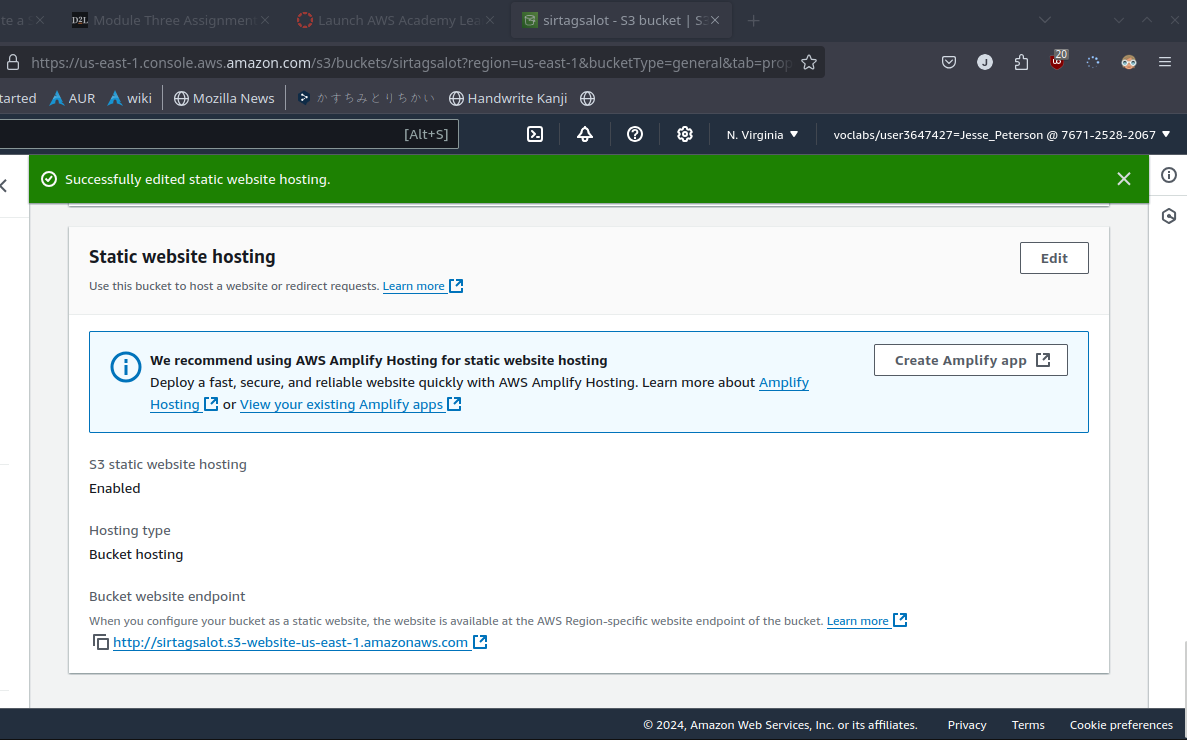 te a
D2L Module Three Assignment
Launch AWS Academy Lea
sirtagsalot - S3 bucket | S3
https://us-east-1.console.aws.amazon.com/s3/buckets/sirtagsalot?region=us-east-1&bucketType=general&tab=prop
J
20
tarted
AUR
wiki
Mozilla News
かすちみとりちかい
Handwrite Kanji
[Alt+S]
N. Virginia
voclabs/user3647427=Jesse_Peterson @ 7671-2528-2067
Successfully edited static website hosting.
Static website hosting
Edit
Use this bucket to host a website or redirect requests. Learn more
We recommend using AWS Amplify Hosting for static website hosting
Create Amplify app
Deploy a fast, secure, and reliable website quickly with AWS Amplify Hosting. Learn more about Amplify
Hosting or View your existing Amplify apps
S3 static website hosting
Enabled
Hosting type
Bucket hosting
Bucket website endpoint
When you configure your bucket as a static website, the website is available at the AWS Region-specific website endpoint of the bucket. Learn more
http://sirtagsalot.s3-website-us-east-1.amazonaws.com
© 2024, Amazon Web Services, Inc. or its affiliates.
Privacy
Terms
Cookie preferences